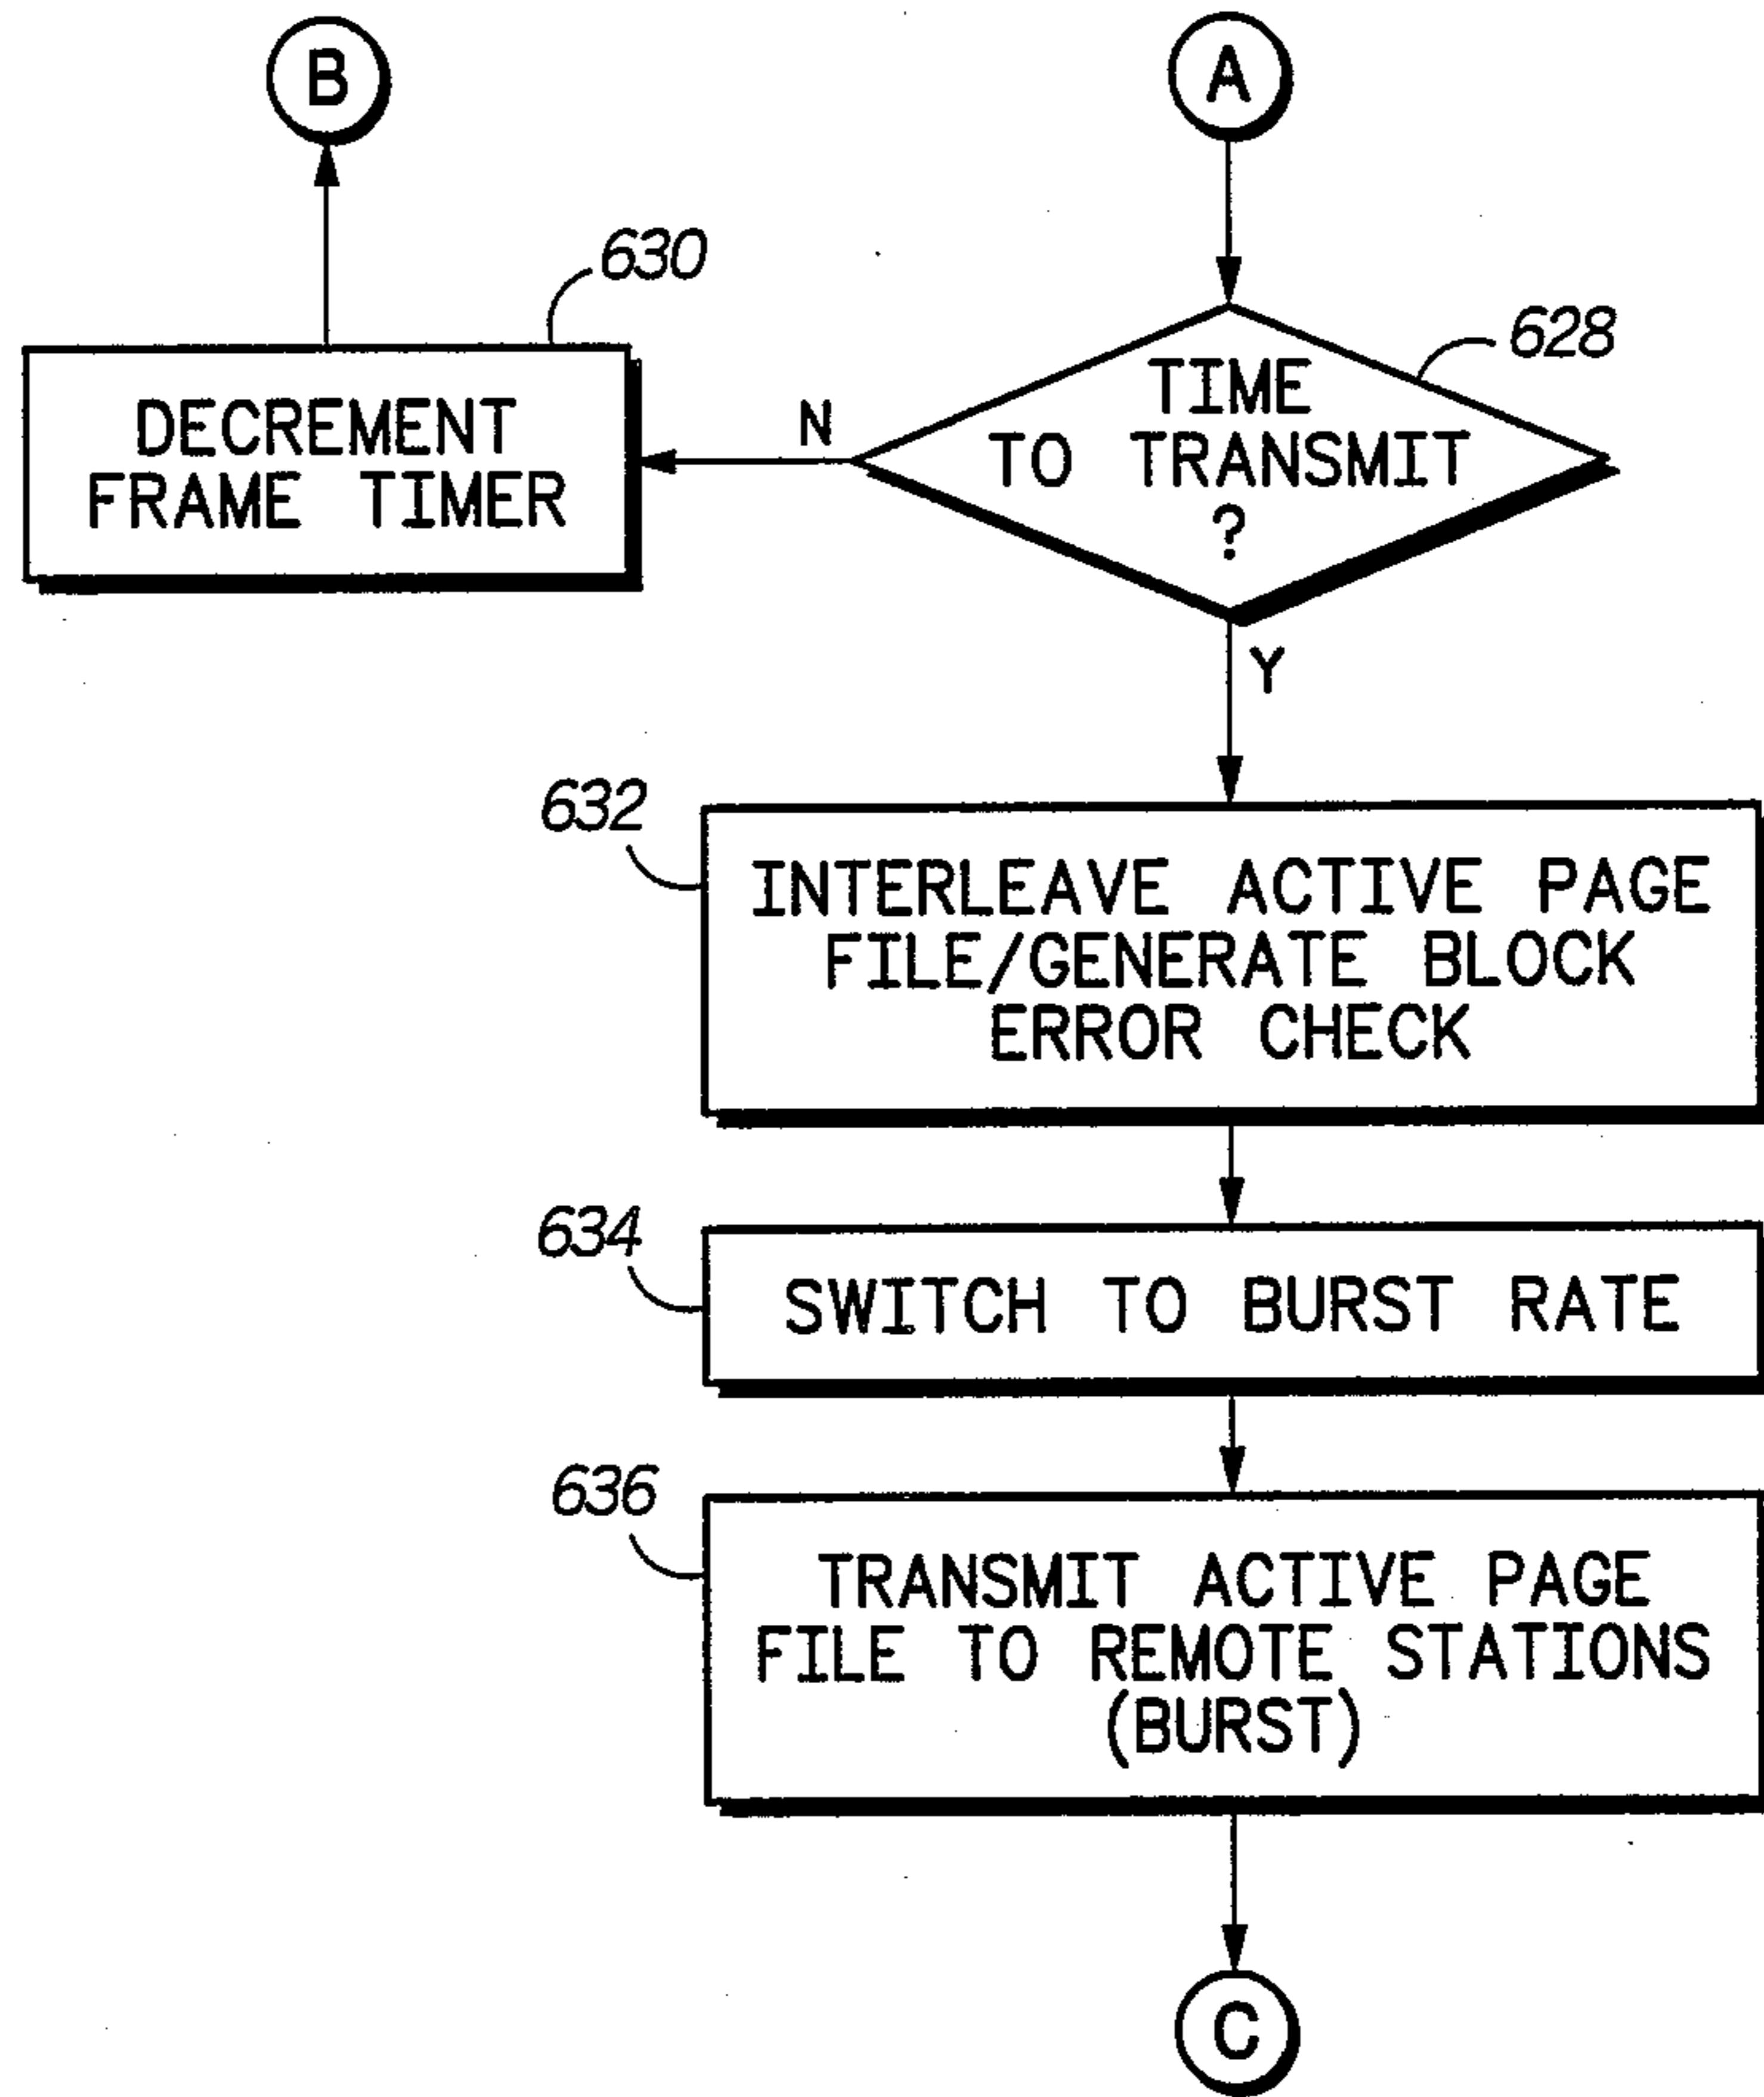 B
A
630
628
DECREMENT
FRAME TIMER
N
TIME
TO TRANSMIT
?
Y
632
INTERLEAVE ACTIVE PAGE
FILE/GENERATE BLOCK
ERROR CHECK
634
SWITCH TO BURST RATE
636
TRANSMIT ACTIVE PAGE
FILE TO REMOTE STATIONS
(BURST)
C